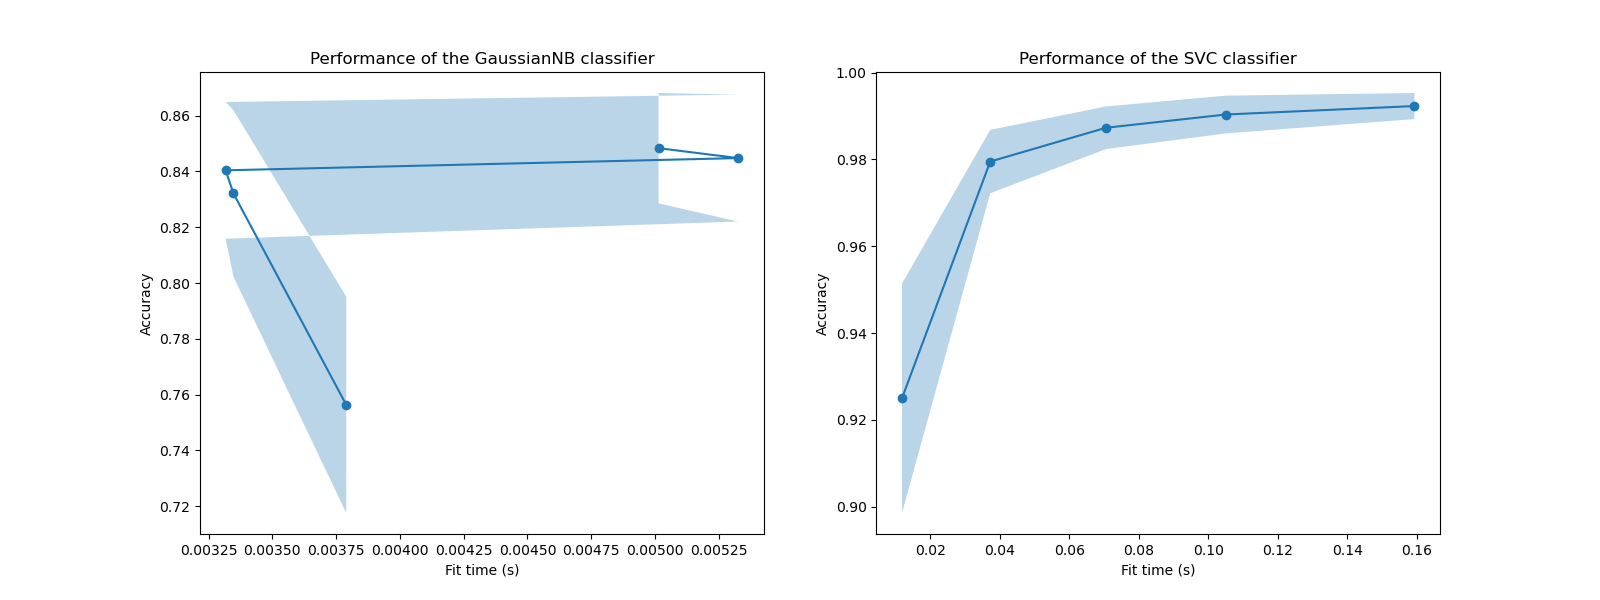 Performance of the GaussianNB classifier
0.86
0.84
0.82
0.80
0.78
0.76
0.74
0.72
Accuracy
0.00325 0.00350 0.00375 0.00400 0.00425 0.00450 0.00475 0.00500 0.00525
Fit time (s)
Performance of the SVC classifier
1.00
0.98
0.96
0.94
0.92
0.90
Accuracy
0.02 0.04 0.06 0.08 0.10 0.12 0.14 0.16
Fit time (s)